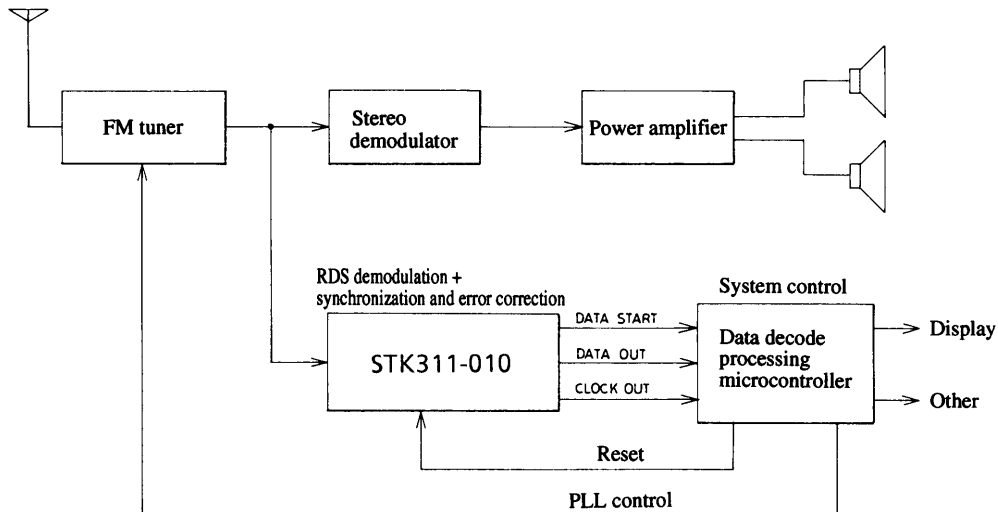 FM tuner
Stereo
demodulator
Power amplifier
RDS demodulation +
synchronization and error correction
STK311-010
DATA START
DATA OUT
CLOCK OUT
System control
Data decode
processing
microcontroller
Display
Other
Reset
PLL control